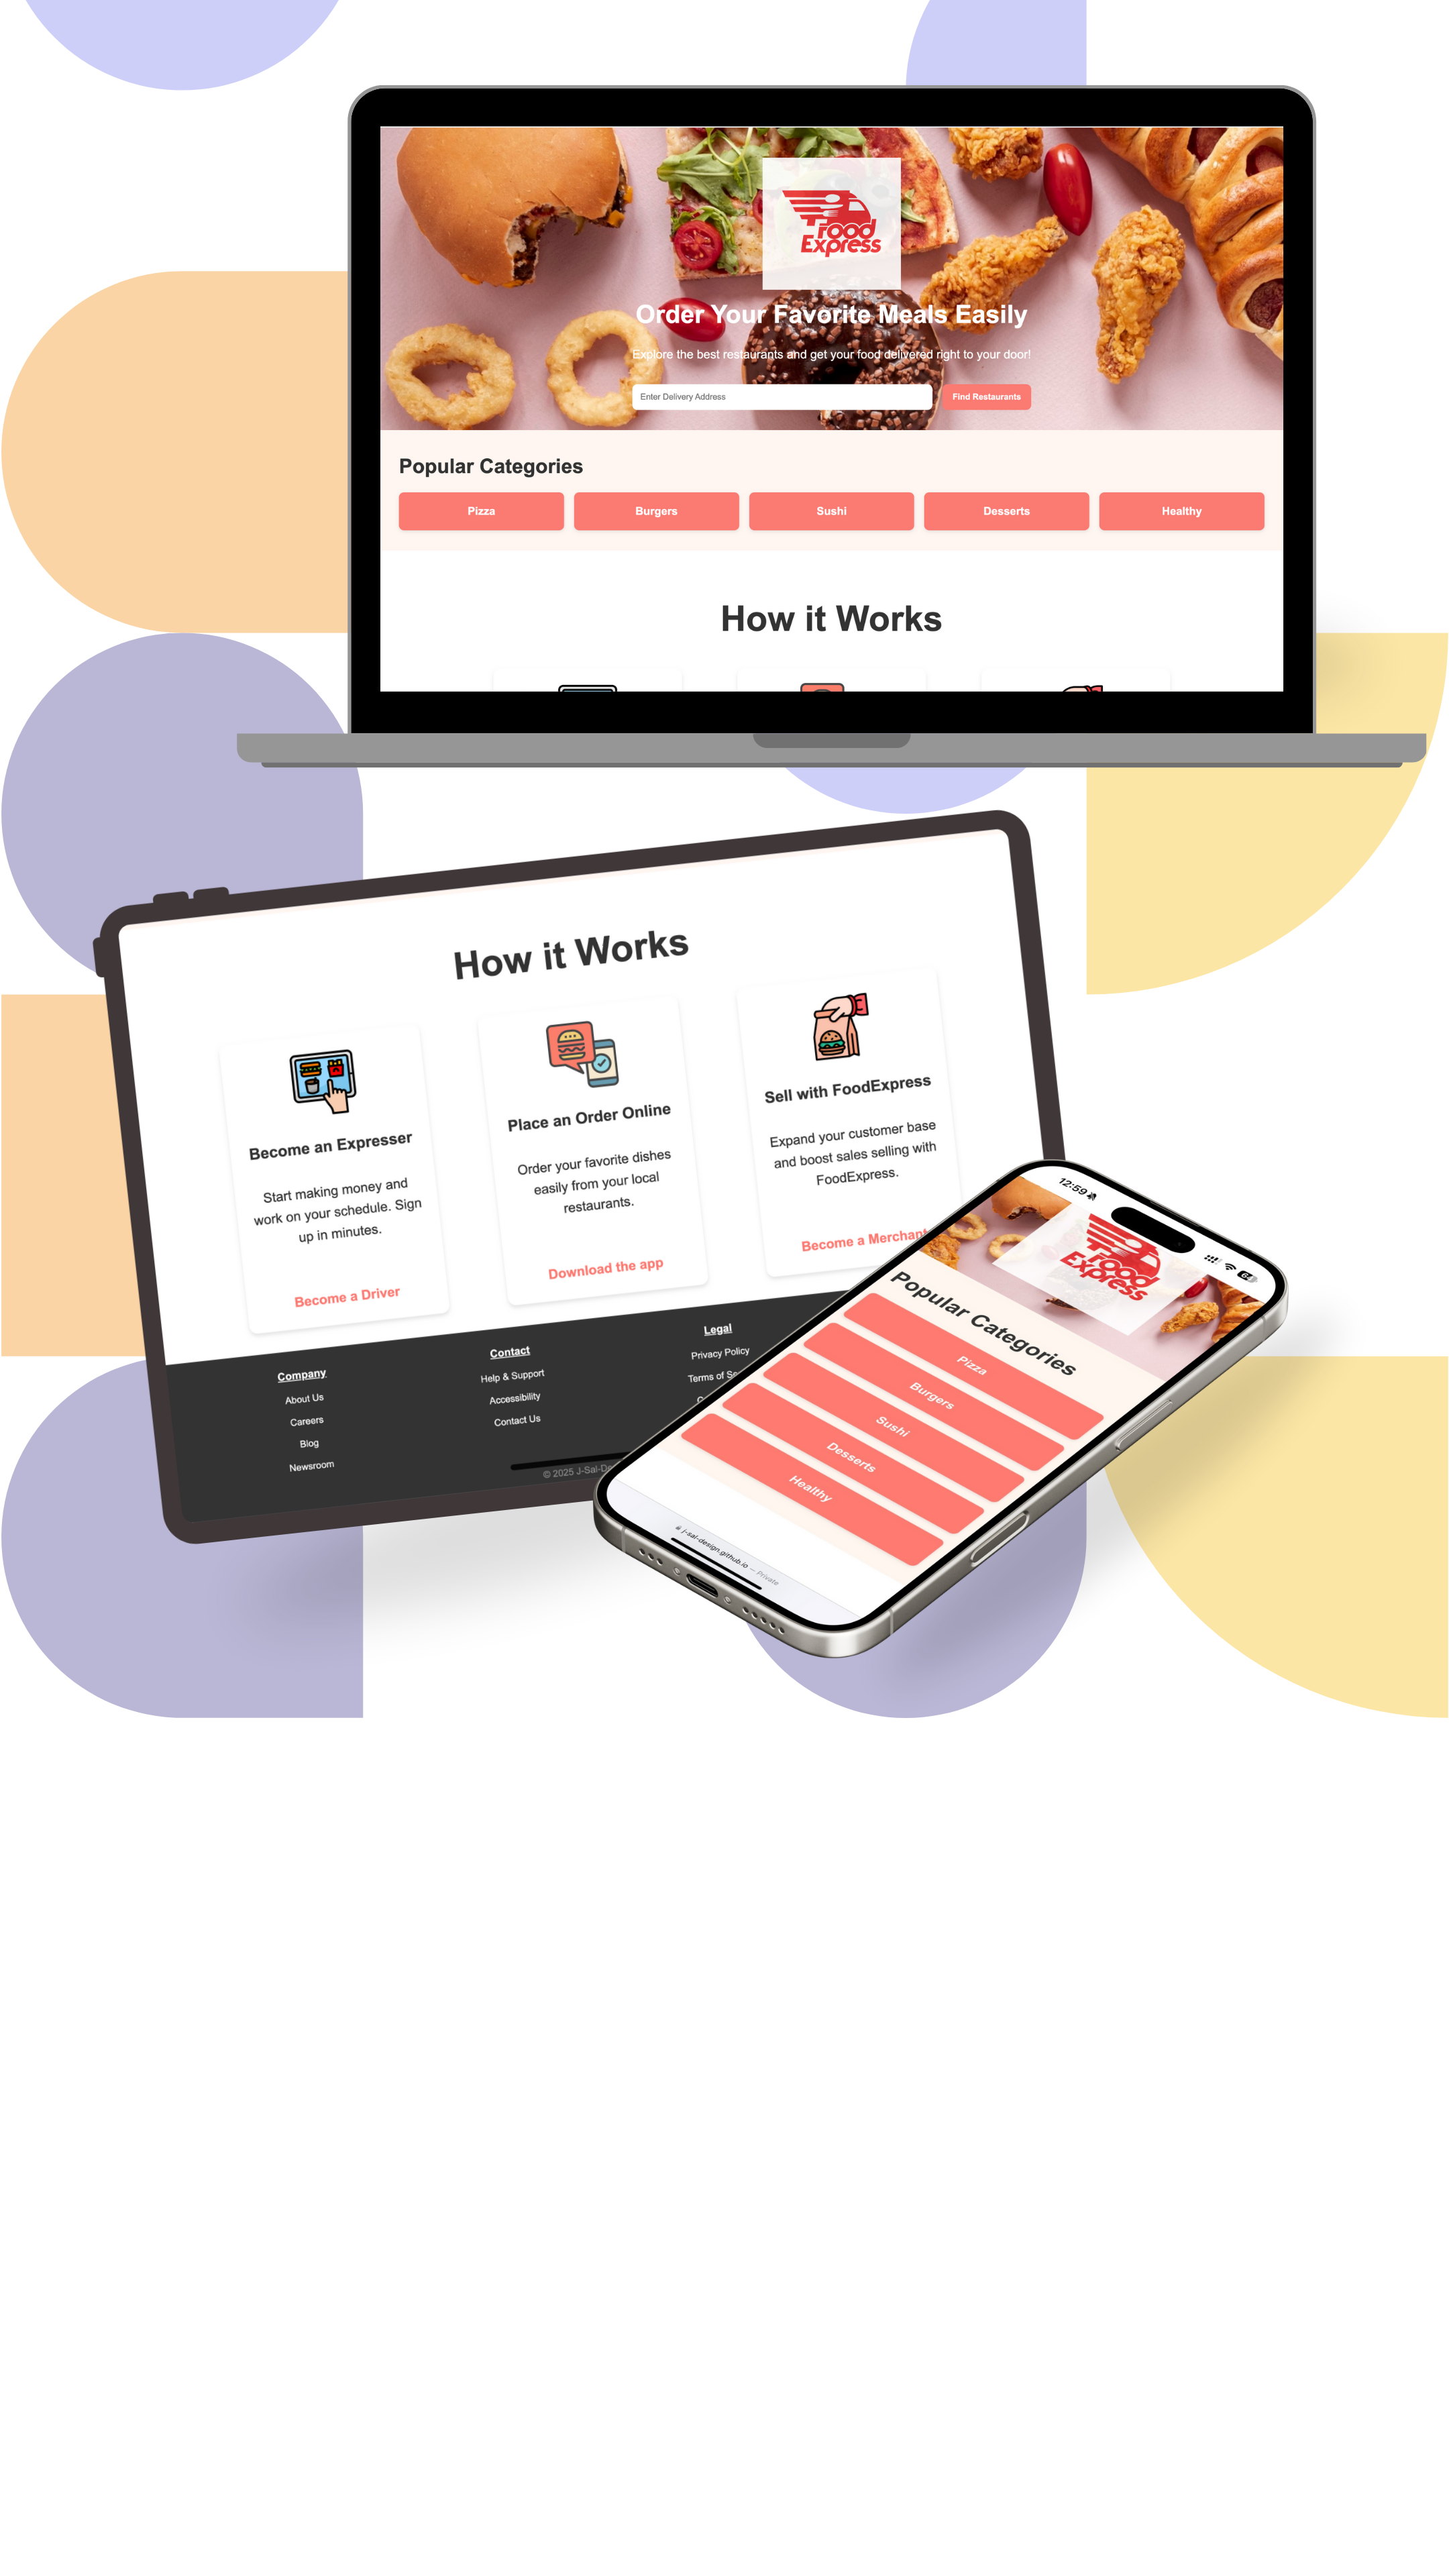 Food
Express
Order Your Favorite Meals Easily
Explore the best restaurants and get your food delivered right to your door!
Enter Delivery Address
Find Restaurants
Popular Categories
Pizza
Burgers
Sushi
Desserts
Healthy
How it Works
How it Works
Become an Expresser
Start making money and
work on your schedule. Sign
up in minutes.
Become a Driver
Place an Order Online
Order your favorite dishes
easily from your local
restaurants.
Download the app
Sell with FoodExpress
Expand your customer base
and boost sales selling with
FoodExpress.
Become a Merchant
Company
About Us
Careers
Blog
Newsroom
Contact
Help & Support
Accessibility
Contact Us
Legal
Privacy Policy
Terms of
© 2025 J-Sal-De
12:59
64
Food
Express
Popular Categories
Pizza
Burgers
Sushi
Desserts
Healthy
j-sal-design.github.io — Private